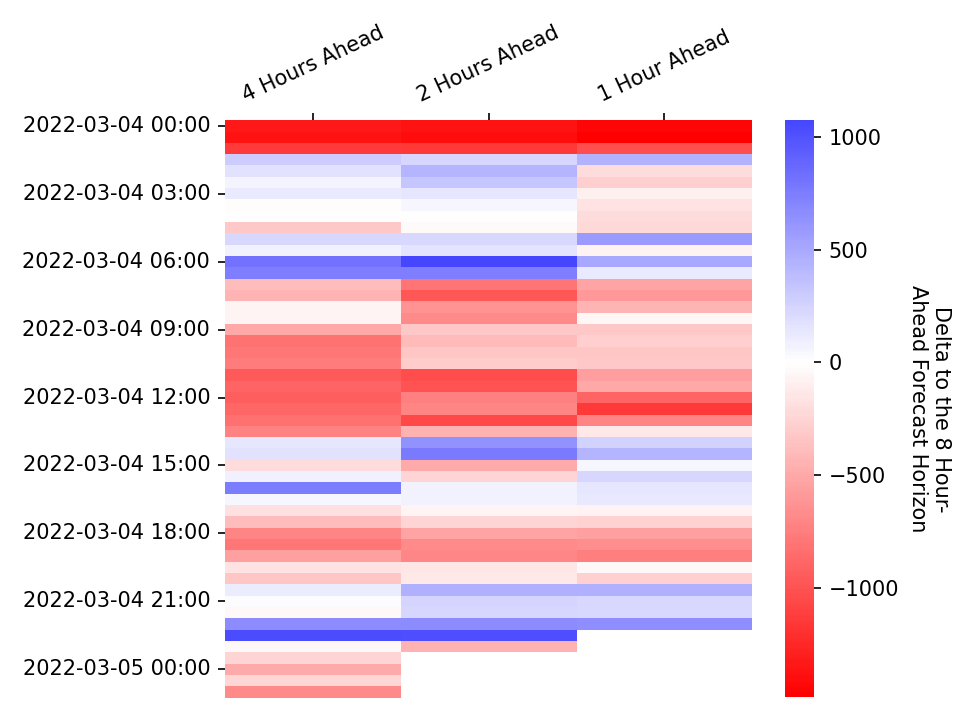 4 Hours Ahead
2 Hours Ahead
1 Hour Ahead
2022-03-04 00:00
2022-03-04 03:00
2022-03-04 06:00
2022-03-04 09:00
2022-03-04 12:00
2022-03-04 15:00
2022-03-04 18:00
2022-03-04 21:00
2022-03-05 00:00
1000
500
0
−500
−1000
Delta to the 8 Hour-
Ahead Forecast Horizon